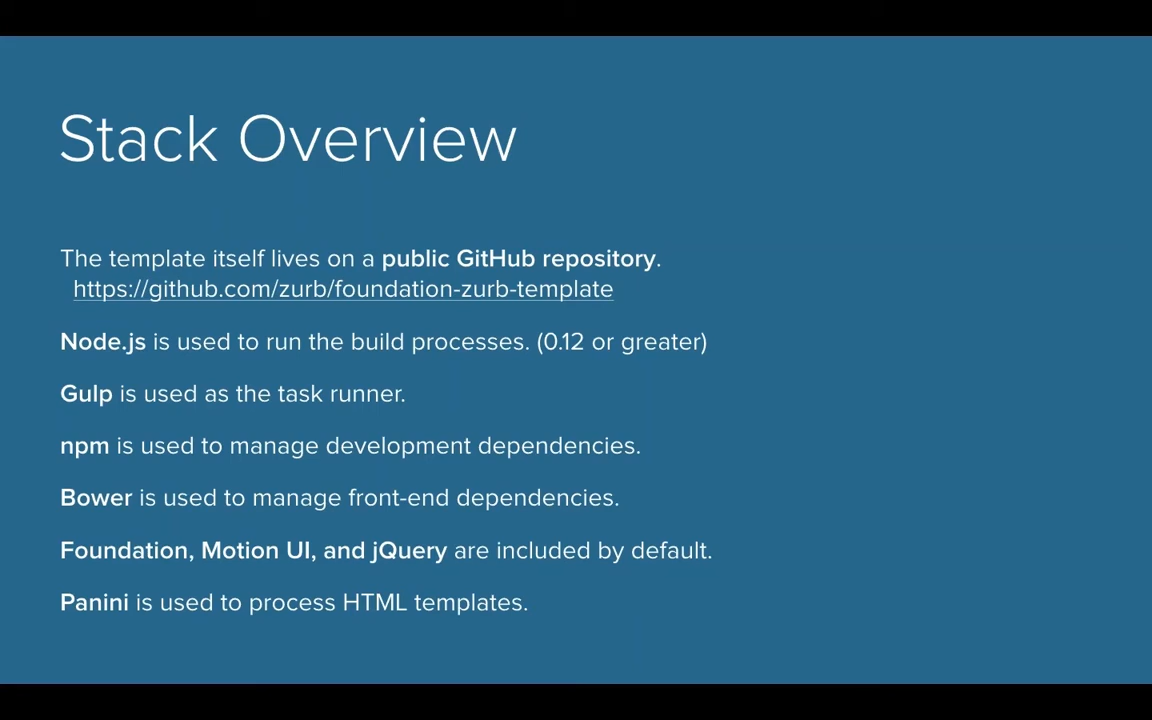 Stack Overview
The template itself lives on a public GitHub repository.
https://github.com/zurb/foundation-zurb-template
Node.js is used to run the build processes. (0.12 or greater)
Gulp is used as the task runner.
npm is used to manage development dependencies.
Bower is used to manage front-end dependencies.
Foundation, Motion UI, and jQuery are included by default.
Panini is used to process HTML templates.